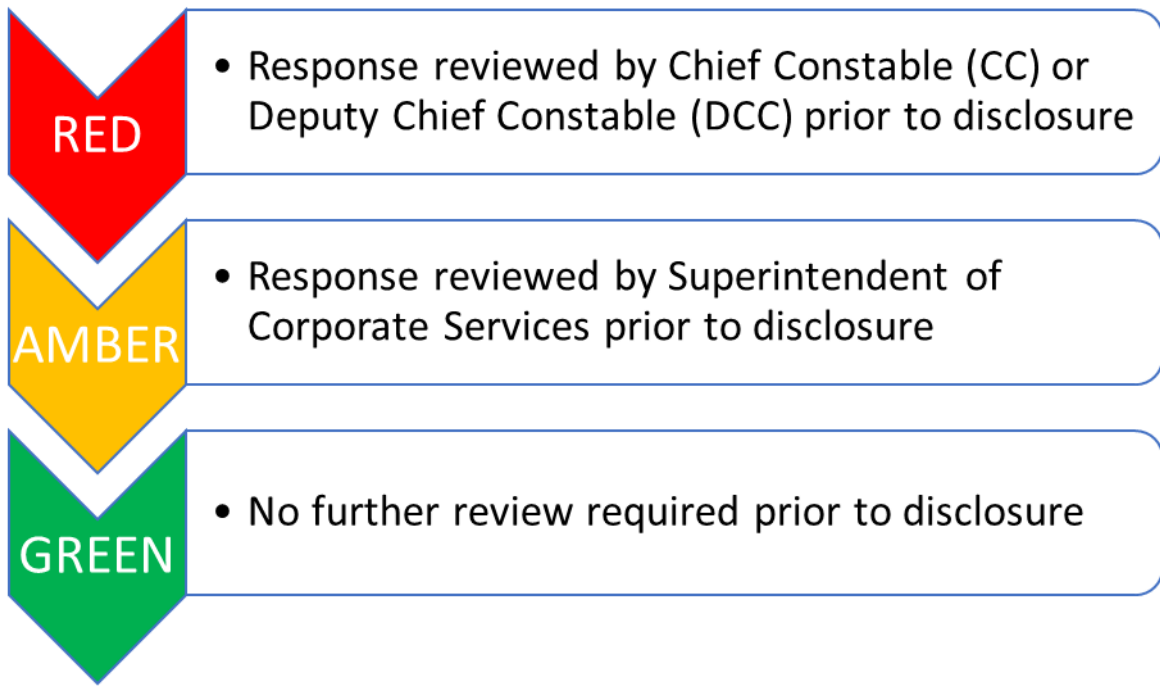 RED
• Response reviewed by Chief Constable (CC) or
Deputy Chief Constable (DCC) prior to disclosure
AMBER
• Response reviewed by Superintendent of
Corporate Services prior to disclosure
GREEN
• No further review required prior to disclosure